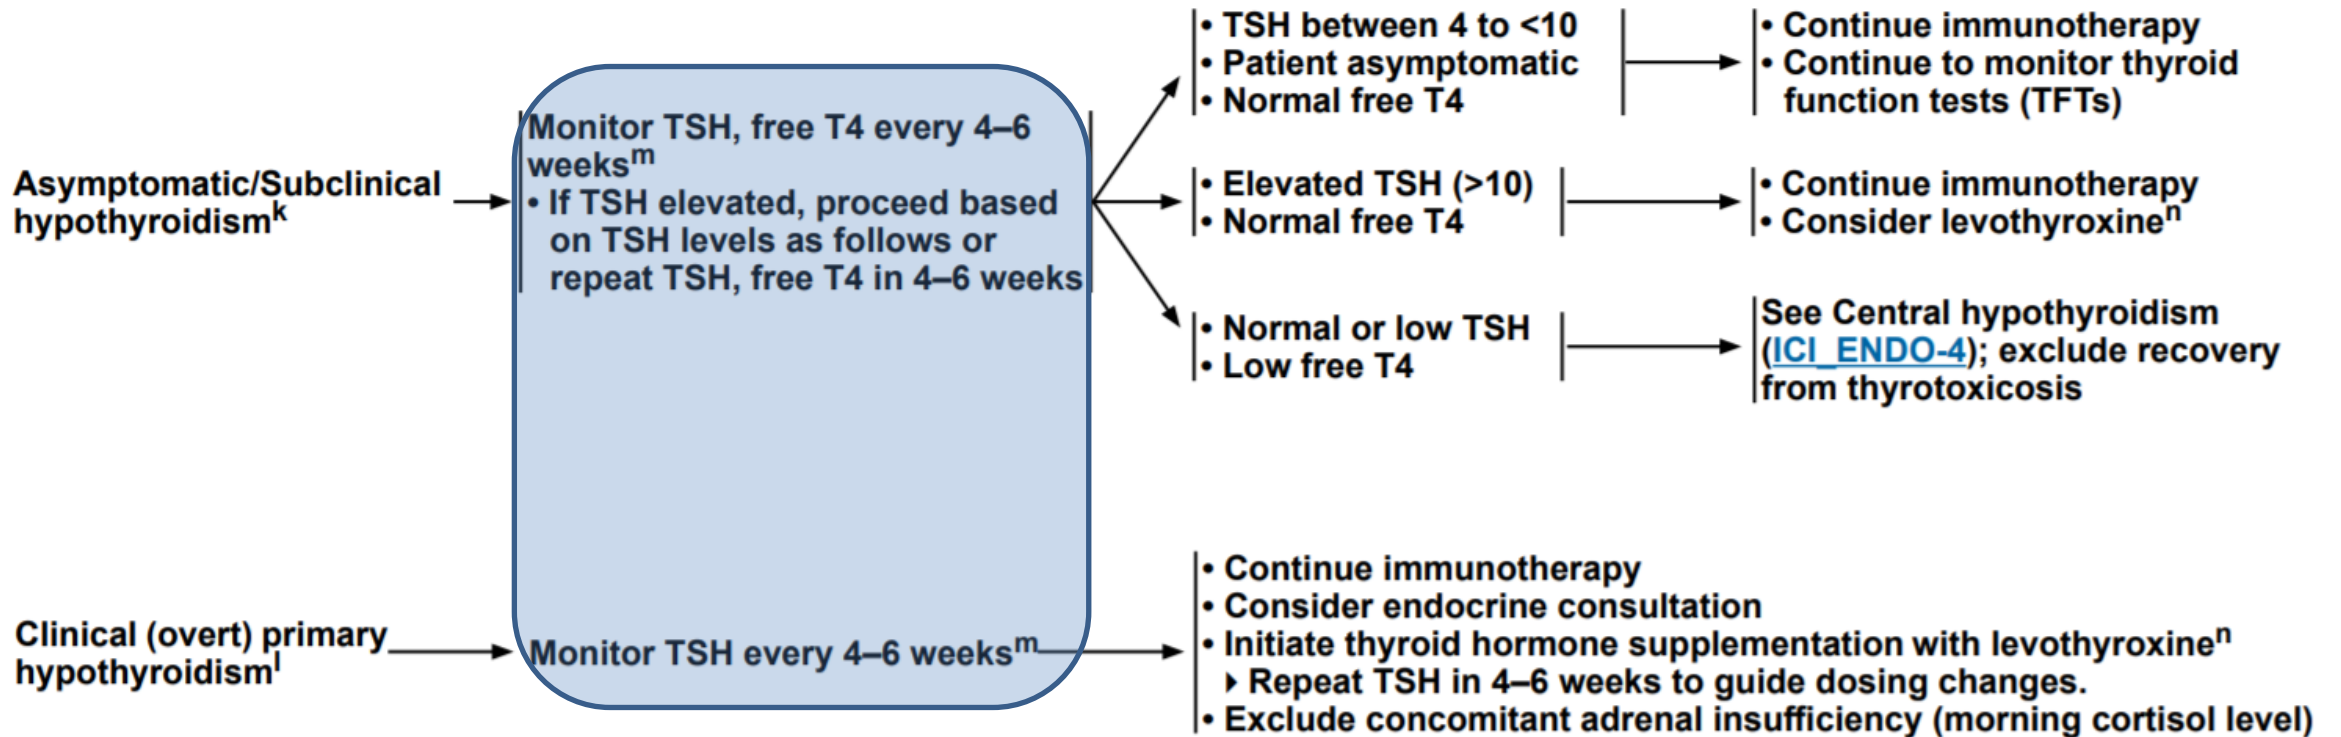 Asymptomatic/Subclinical
hypothyroidismᵏ
Monitor TSH, free T4 every 4–6
weeksᵐ
• If TSH elevated, proceed based
on TSH levels as follows or
repeat TSH, free T4 in 4–6 weeks
• TSH between 4 to <10
• Patient asymptomatic
• Normal free T4
• Continue immunotherapy
• Continue to monitor thyroid
function tests (TFTs)
• Elevated TSH (>10)
• Normal free T4
• Continue immunotherapy
• Consider levothyroxineⁿ
• Normal or low TSH
• Low free T4
See Central hypothyroidism
(ICI_ENDO-4); exclude recovery
from thyrotoxicosis
Clinical (overt) primary
hypothyroidismˡ
Monitor TSH every 4–6 weeksᵐ
• Continue immunotherapy
• Consider endocrine consultation
• Initiate thyroid hormone supplementation with levothyroxineⁿ
▸ Repeat TSH in 4–6 weeks to guide dosing changes.
• Exclude concomitant adrenal insufficiency (morning cortisol level)